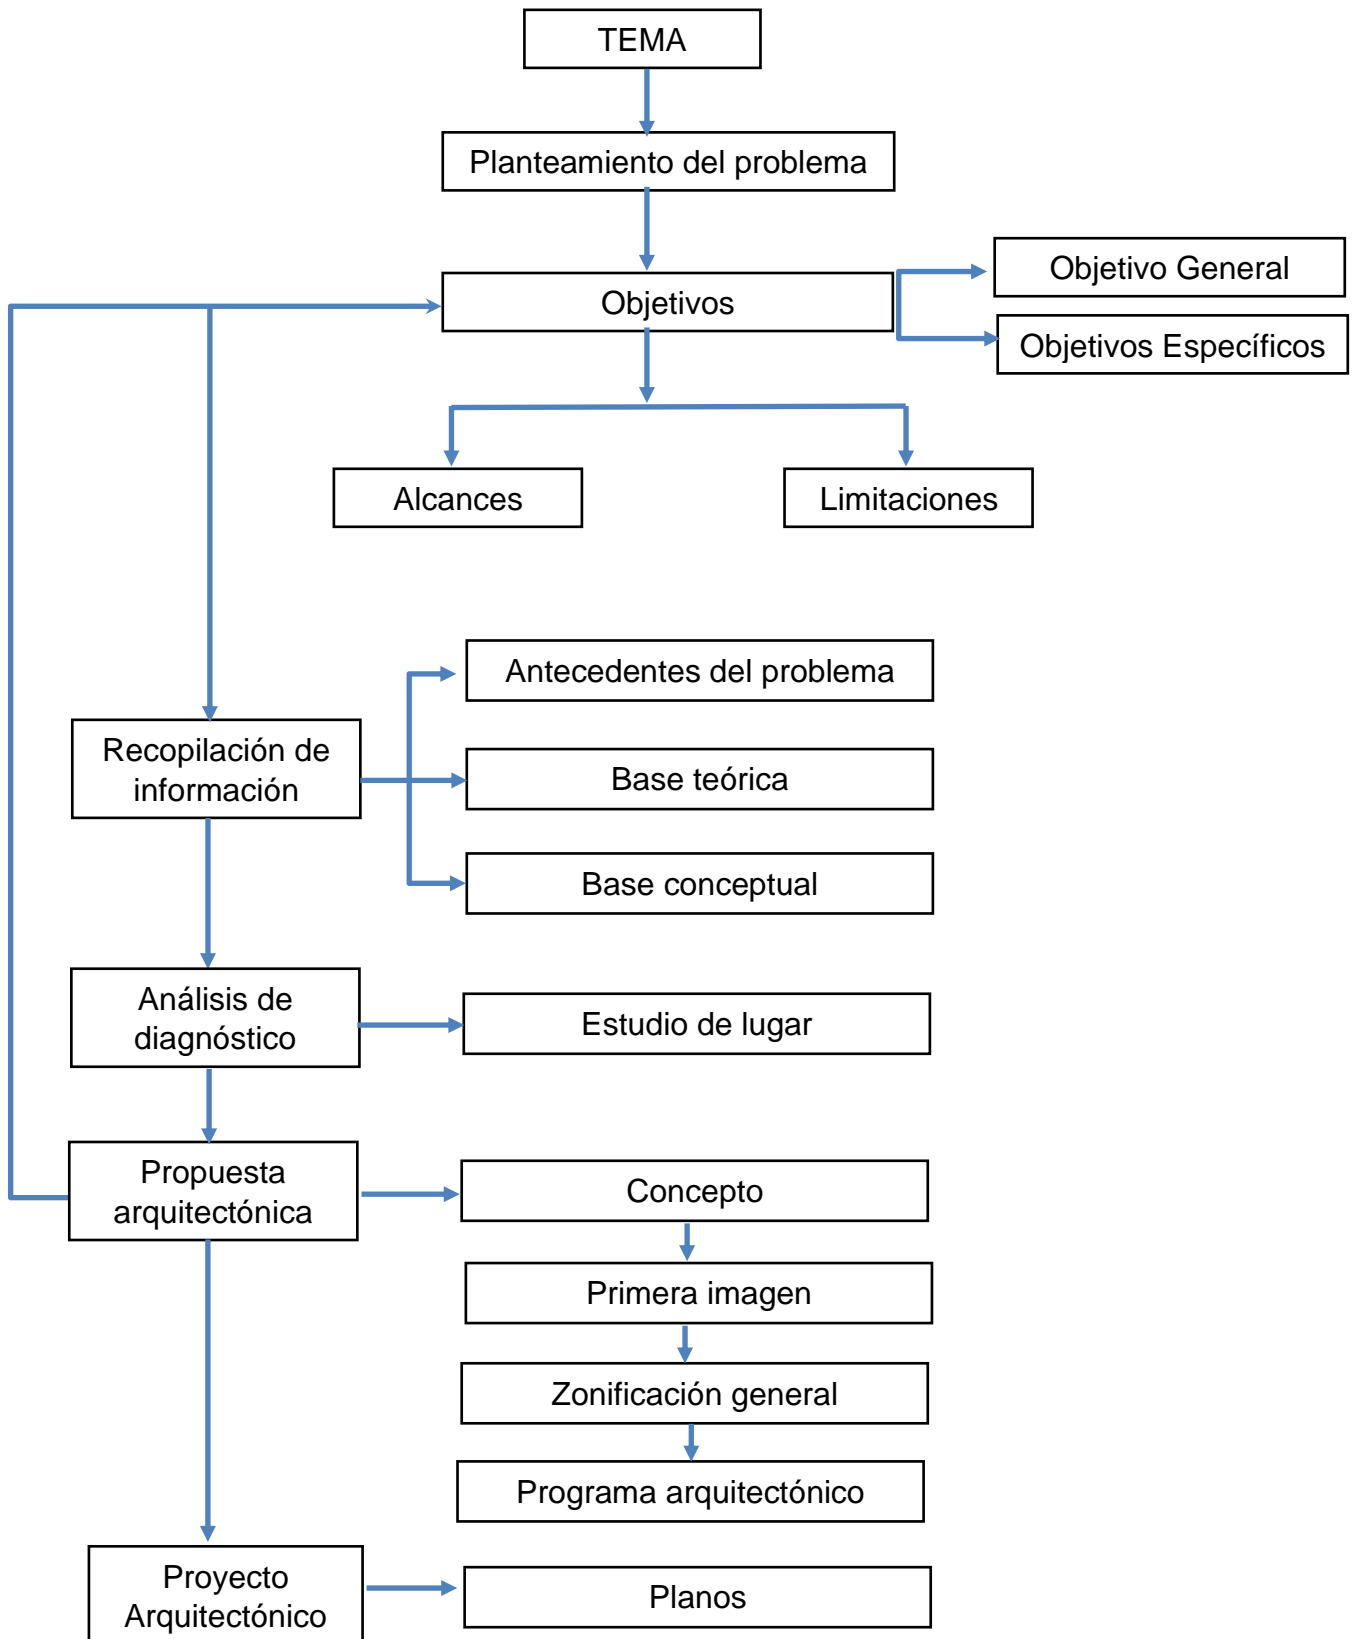 TEMA
Planteamiento del problema
Objetivo General
Objetivos
Objetivos Específicos
Alcances
Limitaciones
Antecedentes del problema
Recopilación de
información
Base teórica
Base conceptual
Análisis de
diagnóstico
Estudio de lugar
Propuesta
arquitectónica
Concepto
Primera imagen
Zonificación general
Programa arquitectónico
Proyecto
Arquitectónico
Planos